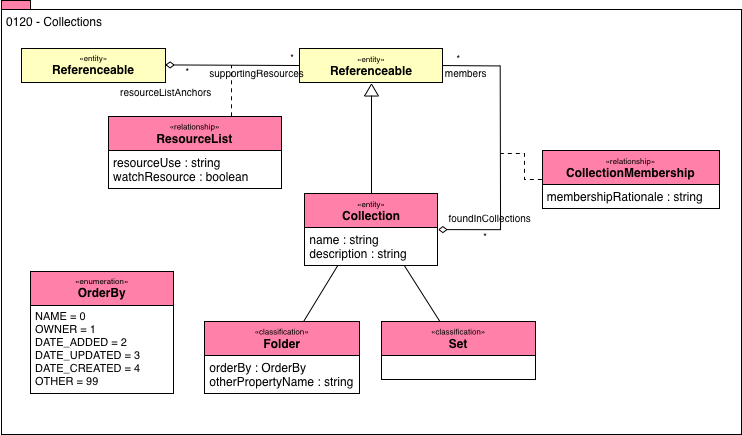 0120 - Collections
«entity»
Referenceable
*
supportingResources
*
resourceListAnchors
«entity»
Referenceable
*
members
«relationship»
ResourceList
resourceUse : string
watchResource : boolean
«relationship»
CollectionMembership
membershipRationale : string
«entity»
Collection
name : string
description : string
foundInCollections
*
«enumeration»
OrderBy
NAME = 0
OWNER = 1
DATE_ADDED = 2
DATE_UPDATED = 3
DATE_CREATED = 4
OTHER = 99
«classification»
Folder
orderBy : OrderBy
otherPropertyName : string
«classification»
Set